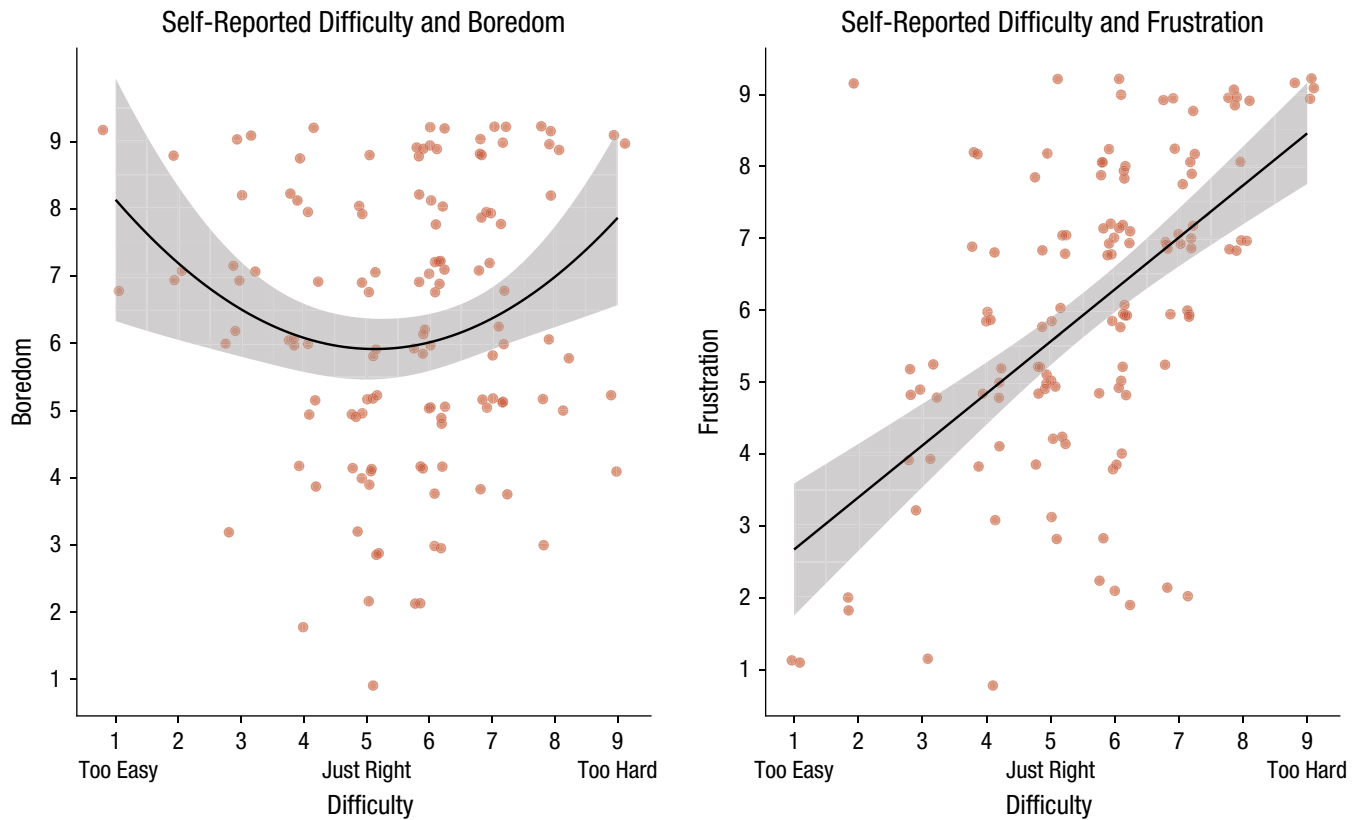 Self-Reported Difficulty and Boredom
9
8
7
6
5
4
3
2
1
Boredom
1 2 3 4 5 6 7 8 9
Too Easy Just Right Too Hard
Difficulty
Self-Reported Difficulty and Frustration
9
8
7
6
5
4
3
2
1
Frustration
1 2 3 4 5 6 7 8 9
Too Easy Just Right Too Hard
Difficulty